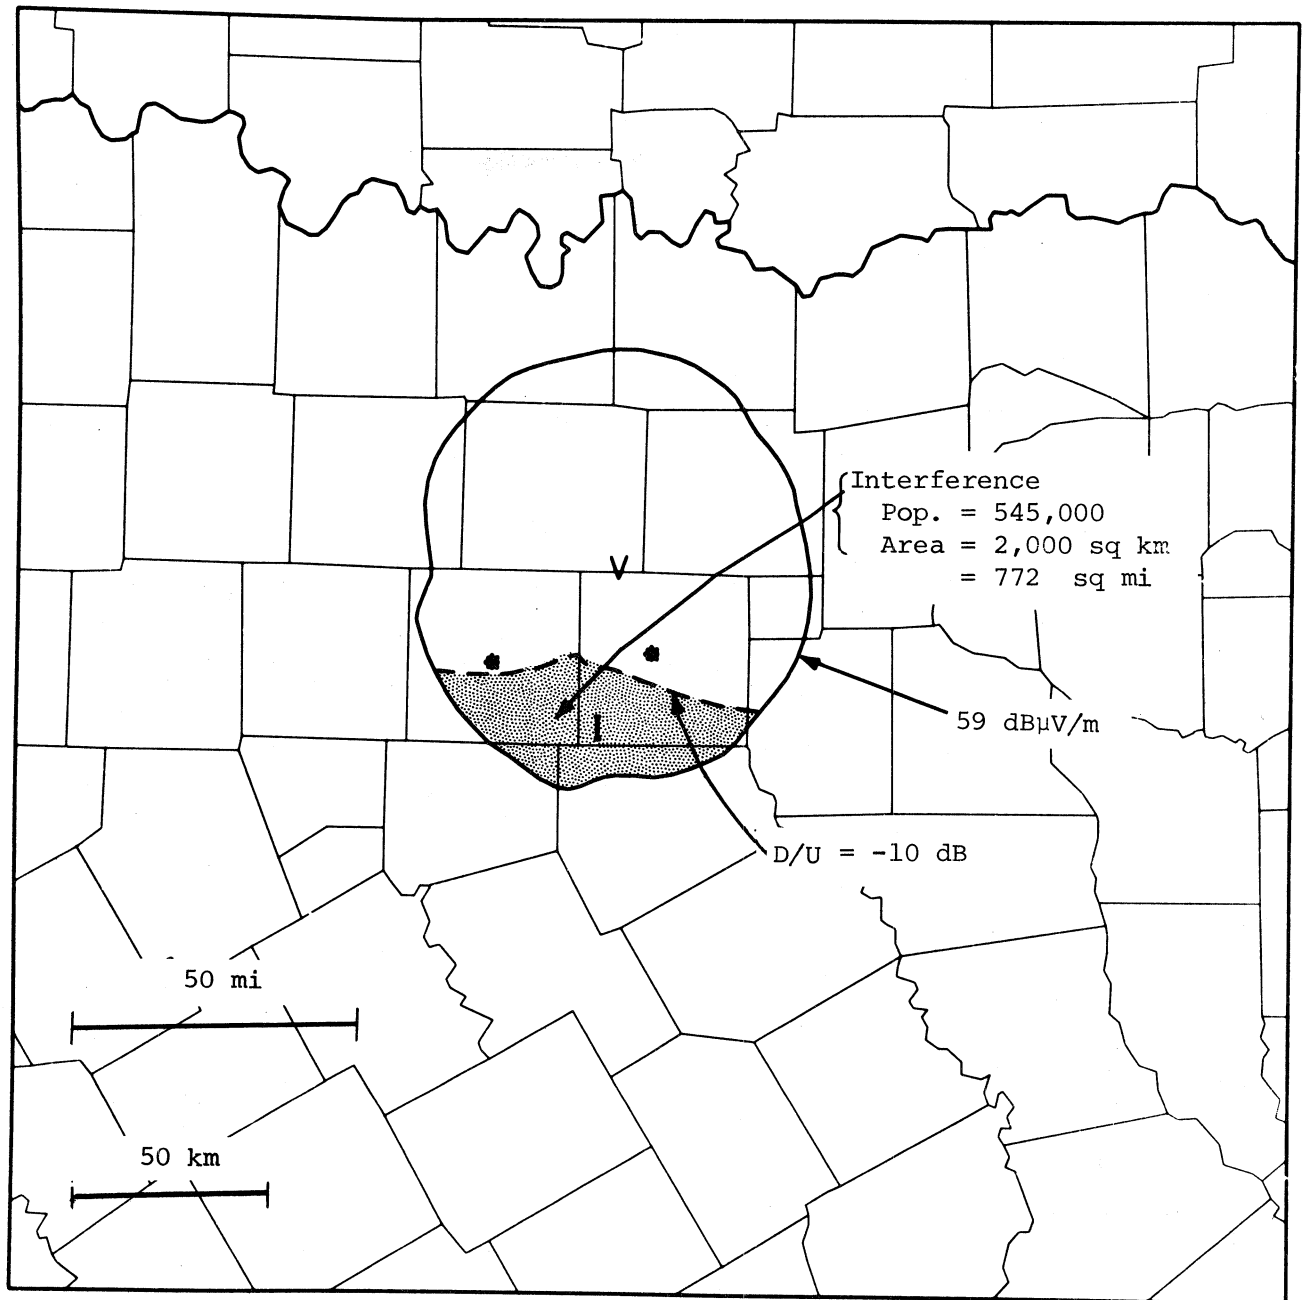 Interference
Pop. = 545,000
Area = 2,000 sq km
= 772 sq mi
V
I
59 dBµV/m
D/U = -10 dB
50 mi
50 km